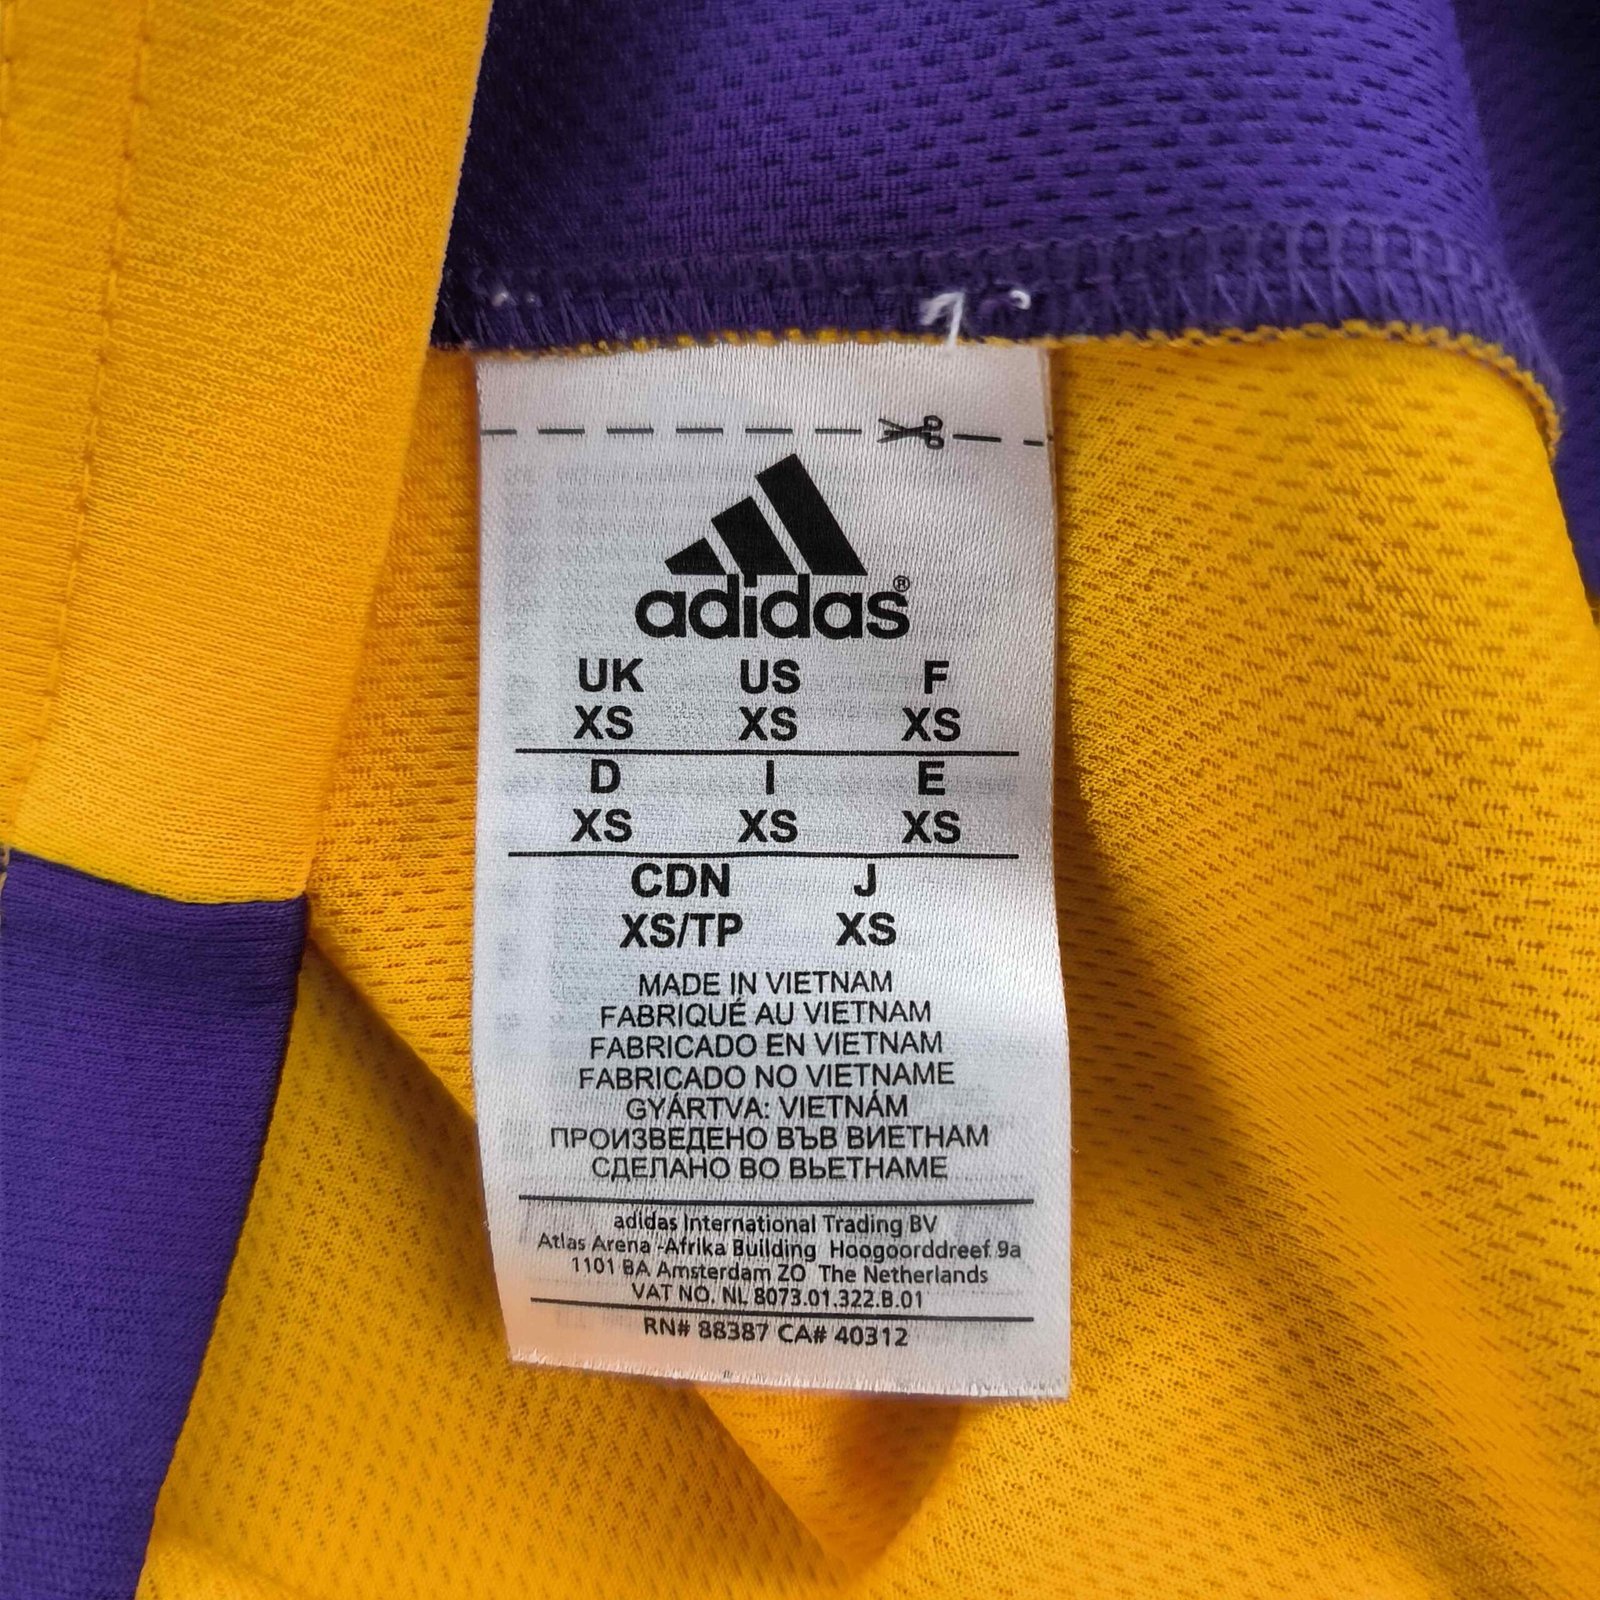 adidas®
UK US F
XS XS XS
D I E
XS XS XS
CDN J
XS/TP XS
MADE IN VIETNAM
FABRIQUÉ AU VIETNAM
FABRICADO EN VIETNAM
FABRICADO NO VIETNAME
GYÁRTVA: VIETNÁM
ПРОИЗВЕДЕНО ВЪВ ВИЕТНАМ
СДЕЛАНО ВО ВЬЕТНАМЕ
adidas International Trading BV
Atlas Arena -Afrika Building Hoogoorddreef 9a
1101 BA Amsterdam ZO The Netherlands
VAT NO. NL 8073.01.322.B.01
RN# 88387 CA# 40312